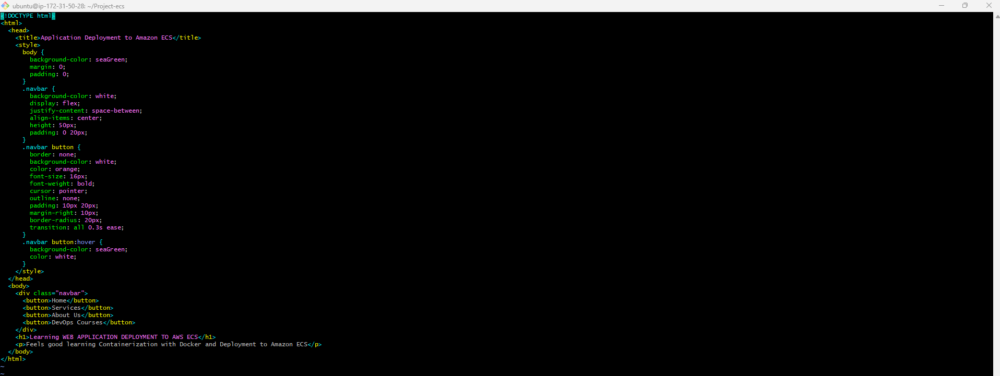 ubuntu@ip-172-31-50-28: ~/Project-ecs
<!DOCTYPE html>
<html>
  <head>
    <title>Application Deployment to Amazon ECS</title>
    <style>
      body {
        background-color: seaGreen;
        margin: 0;
        padding: 0;
      }
      .navbar {
        background-color: white;
        display: flex;
        justify-content: space-between;
        align-items: center;
        height: 50px;
        padding: 0 20px;
      }
      .navbar button {
        border: none;
        background-color: white;
        color: orange;
        font-size: 16px;
        font-weight: bold;
        cursor: pointer;
        outline: none;
        padding: 10px 20px;
        margin-right: 10px;
        border-radius: 20px;
        transition: all 0.3s ease;
      }
      .navbar button:hover {
        background-color: seaGreen;
        color: white;
      }
    </style>
  </head>
  <body>
    <div class="navbar">
      <button>Home</button>
      <button>Services</button>
      <button>About Us</button>
      <button>DevOps Courses</button>
    </div>
    <h1>Learning WEB APPLICATION DEPLOYMENT TO AWS ECS</h1>
    <p>Feels good learning Containerization with Docker and Deployment to Amazon ECS</p>
  </body>
</html>
~
~